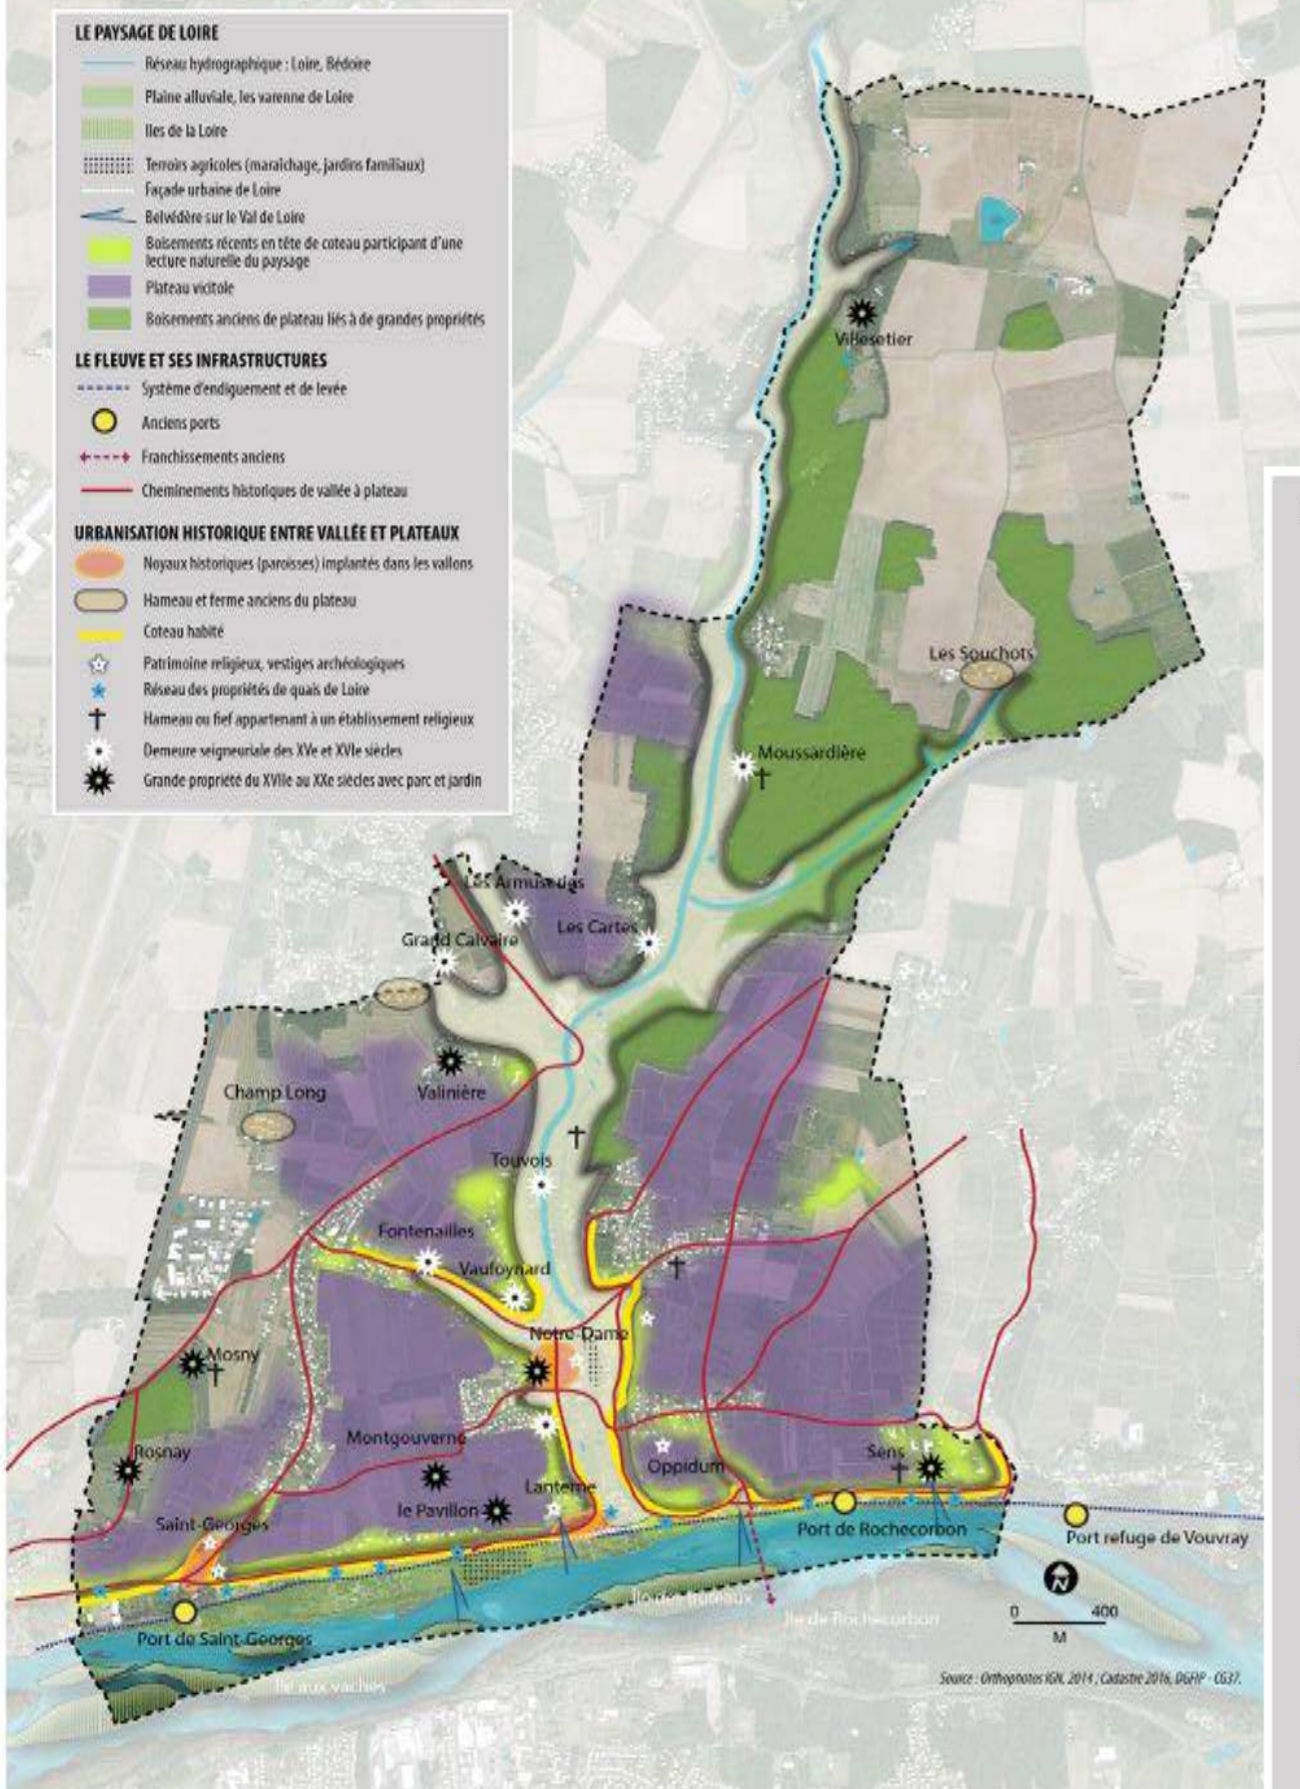 LE PAYSAGE DE LOIRE
Réseau hydrographique : Loire, Bédoire
Plaine alluviale, les varenne de Loire
Iles de la Loire
Terroirs agricoles (maraîchage, jardins familiaux)
Façade urbaine de Loire
Belvédère sur le Val de Loire
Boisements récents en tête de coteau participant d'une
lecture naturelle du paysage
Plateau vicitole
Boisements anciens de plateau liés à de grandes propriétés
LE FLEUVE ET SES INFRASTRUCTURES
Système d'endiguement et de levée
Anciens ports
Franchissements anciens
Cheminements historiques de vallée à plateau
URBANISATION HISTORIQUE ENTRE VALLÉE ET PLATEAUX
Noyaux historiques (paroisses) implantés dans les vallons
Hameau et ferme anciens du plateau
Coteau habité
Patrimoine religieux, vestiges archéologiques
Réseau des propriétés de quais de Loire
Hameau ou fief appartenant à un établissement religieux
Demeure seigneuriale des XVe et XVIe siècles
Grande propriété du XVIIe au XXe siècles avec parc et jardin
Villesetier
Les Souchots
Moussardière
Les Armuseries
Les Cartes
Grand Calvaire
Champ Long
Valinière
Touvois
Fontenailles
Vaufoynard
Notre-Dame
Mosny
Rosnay
Montgouverne
Sens
Oppidum
Lanterne
le Pavillon
Saint-Georges
Port de Rochecorbon
Port refuge de Vouvray
Ile de Rochecorbon
Port de Saint-Georges
Ile aux vaches
N
0 400
M
Source : Orthophotos IGN, 2014 ; Cadastre 2016, DGFIP - CG37.